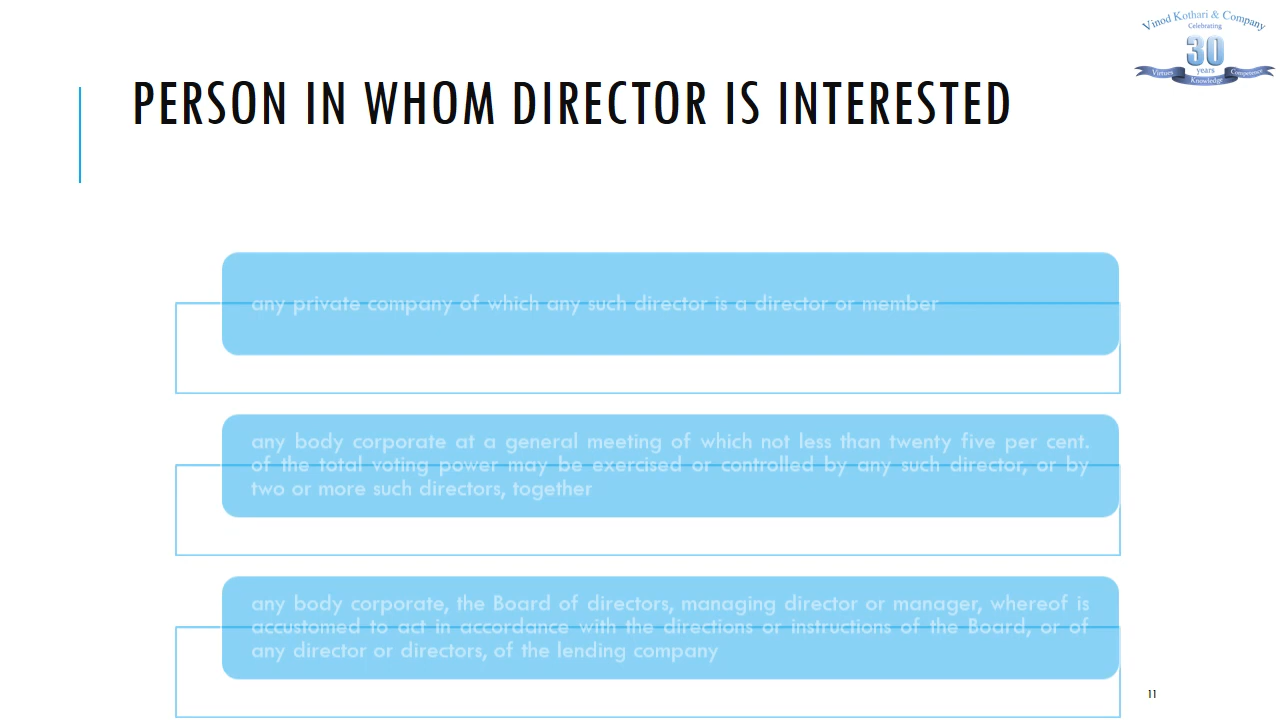 Vinod Kothari & Company
Celebrating
30
years
Virtues
Knowledge
Competence
PERSON IN WHOM DIRECTOR IS INTERESTED
any private company of which any such director is a director or member
any body corporate at a general meeting of which not less than twenty five per cent.
of the total voting power may be exercised or controlled by any such director, or by
two or more such directors, together
any body corporate, the Board of directors, managing director or manager, whereof is
accustomed to act in accordance with the directions or instructions of the Board, or of
any director or directors, of the lending company
11